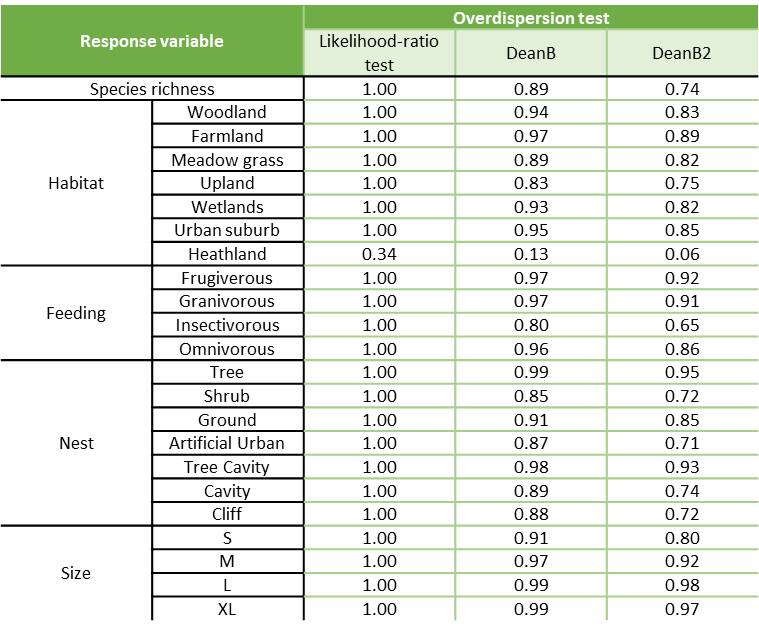 Response variable Overdispersion test
Likelihood-ratio test DeanB DeanB2
Species richness 1.00 0.89 0.74
Habitat
Woodland 1.00 0.94 0.83
Farmland 1.00 0.97 0.89
Meadow grass 1.00 0.89 0.82
Upland 1.00 0.83 0.75
Wetlands 1.00 0.93 0.82
Urban suburb 1.00 0.95 0.85
Heathland 0.34 0.13 0.06
Feeding
Frugiverous 1.00 0.97 0.92
Granivorous 1.00 0.97 0.91
Insectivorous 1.00 0.80 0.65
Omnivorous 1.00 0.96 0.86
Nest
Tree 1.00 0.99 0.95
Shrub 1.00 0.85 0.72
Ground 1.00 0.91 0.85
Artificial Urban 1.00 0.87 0.71
Tree Cavity 1.00 0.98 0.93
Cavity 1.00 0.89 0.74
Cliff 1.00 0.88 0.72
Size
S 1.00 0.91 0.80
M 1.00 0.97 0.92
L 1.00 0.99 0.98
XL 1.00 0.99 0.97